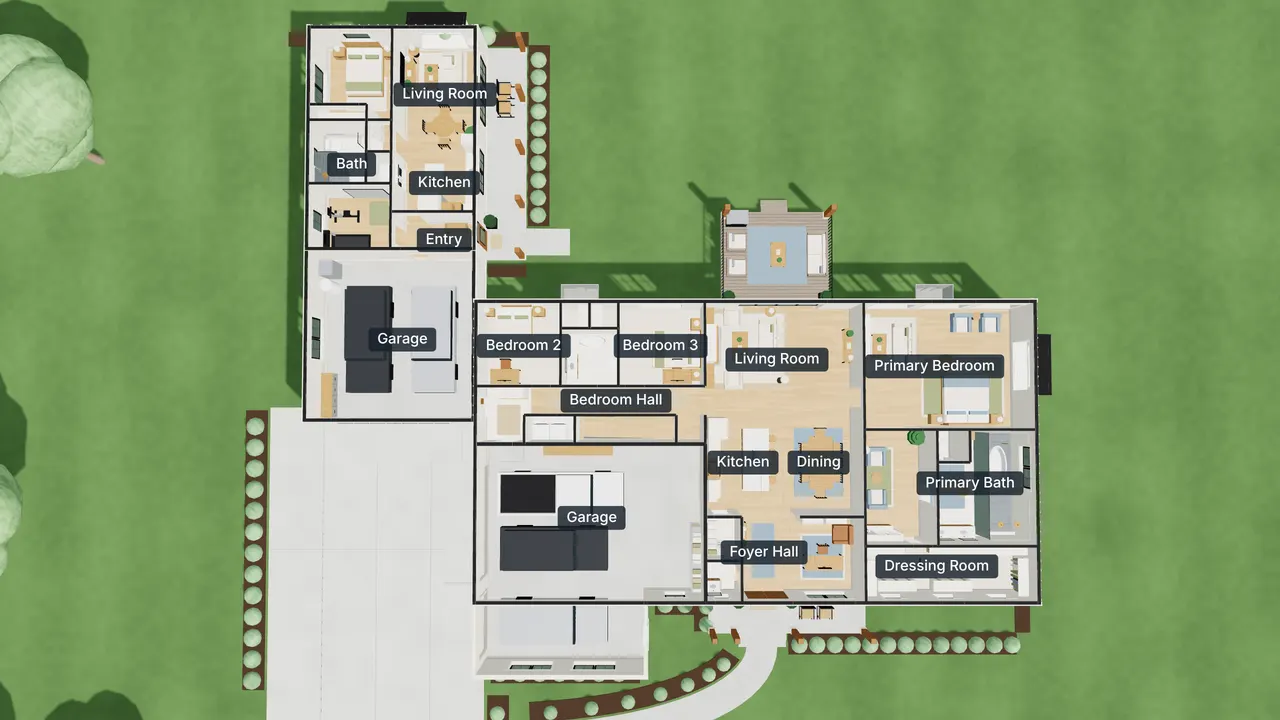 Living Room
Bath
Kitchen
Entry
Garage
Bedroom 2
Bedroom 3
Living Room
Primary Bedroom
Bedroom Hall
Kitchen
Dining
Primary Bath
Garage
Foyer Hall
Dressing Room